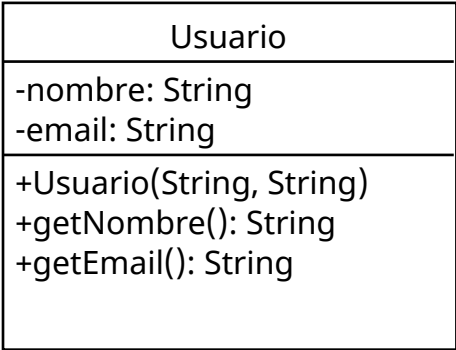 Usuario
-nombre: String
-email: String
+Usuario(String, String)
+getNombre(): String
+getEmail(): String